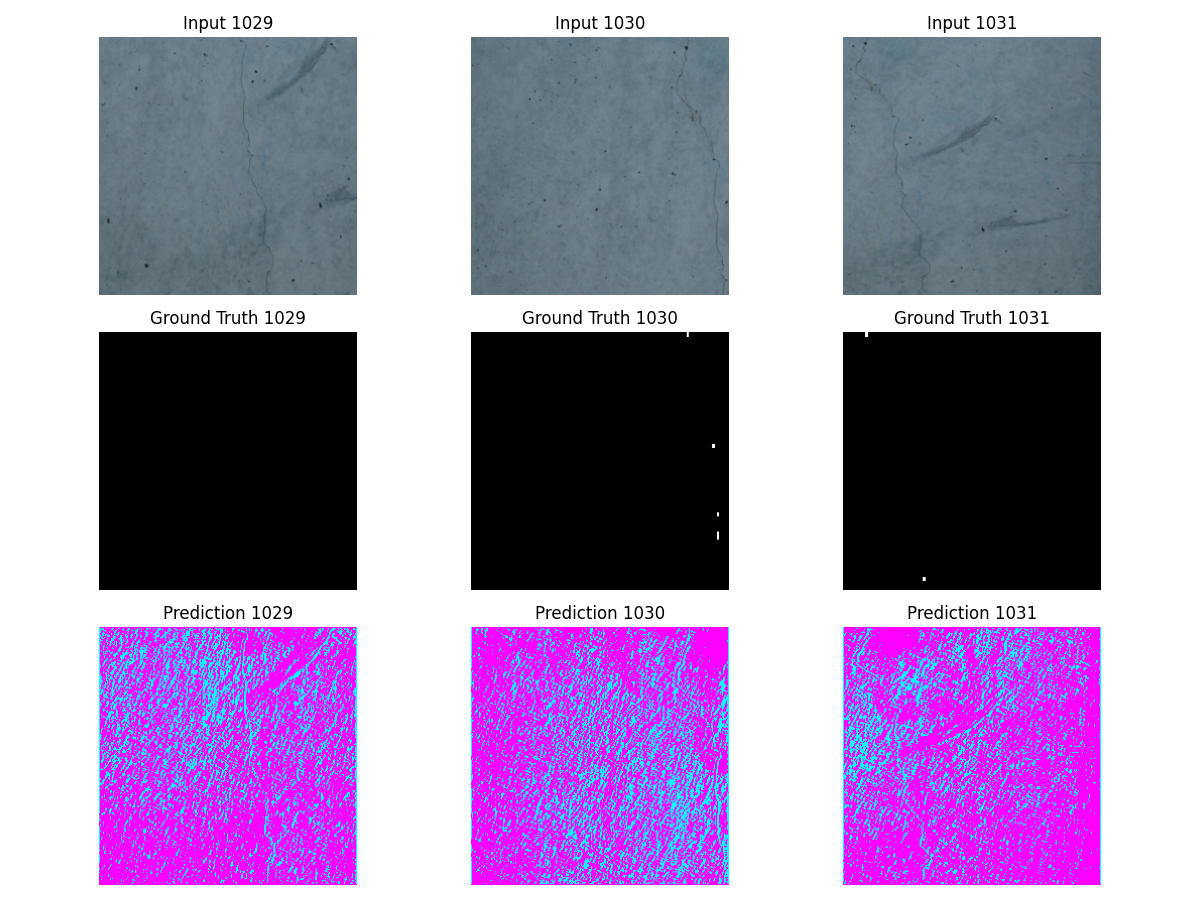 Input 1029
Input 1030
Input 1031
Ground Truth 1029
Ground Truth 1030
Ground Truth 1031
Prediction 1029
Prediction 1030
Prediction 1031